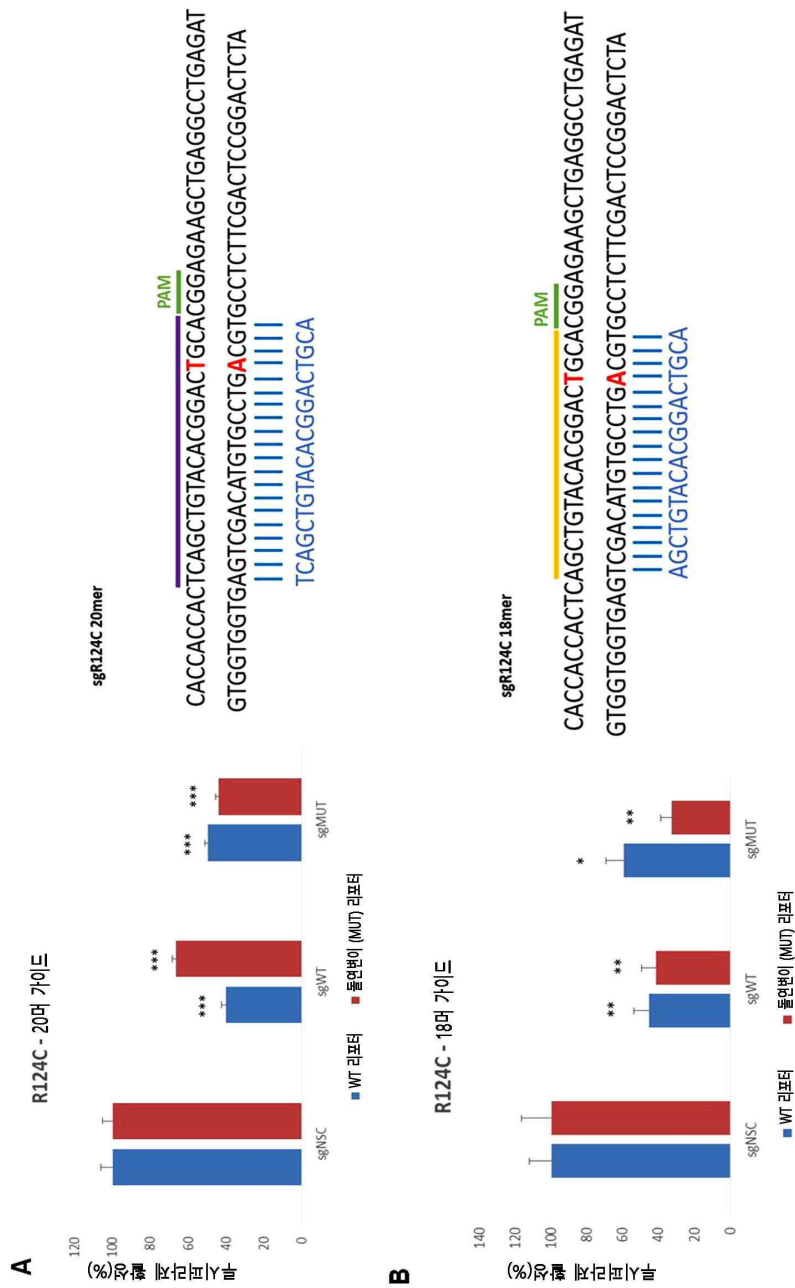 A
R124C - 20머 가이드
루시퍼라제 활성(%)
120
100
80
60
40
20
0
***
***
***
***
sgNSC
sgWT
sgMUT
WT 리포터
돌연변이 (MUT) 리포터
sgR124C 20mer
PAM
CACCACCACTCAGCTGTACACGGACTGCACGGAGAAGCTGAGGCCTGAGAT
GTGGTGGTGAGTCGACATGTGCCTGACGTGCCTCTTCGACTCCGGACTCTA
TCAGCTGTACACGGACTGCA
B
R124C - 18머 가이드
루시퍼라제 활성(%)
140
120
100
80
60
40
20
0
**
**
*
**
sgNSC
sgWT
sgMUT
WT 리포터
돌연변이 (MUT) 리포터
sgR124C 18mer
PAM
CACCACCACTCAGCTGTACACGGACTGCACGGAGAAGCTGAGGCCTGAGAT
GTGGTGGTGAGTCGACATGTGCCTGACGTGCCTCTTCGACTCCGGACTCTA
AGCTGTACACGGACTGCA